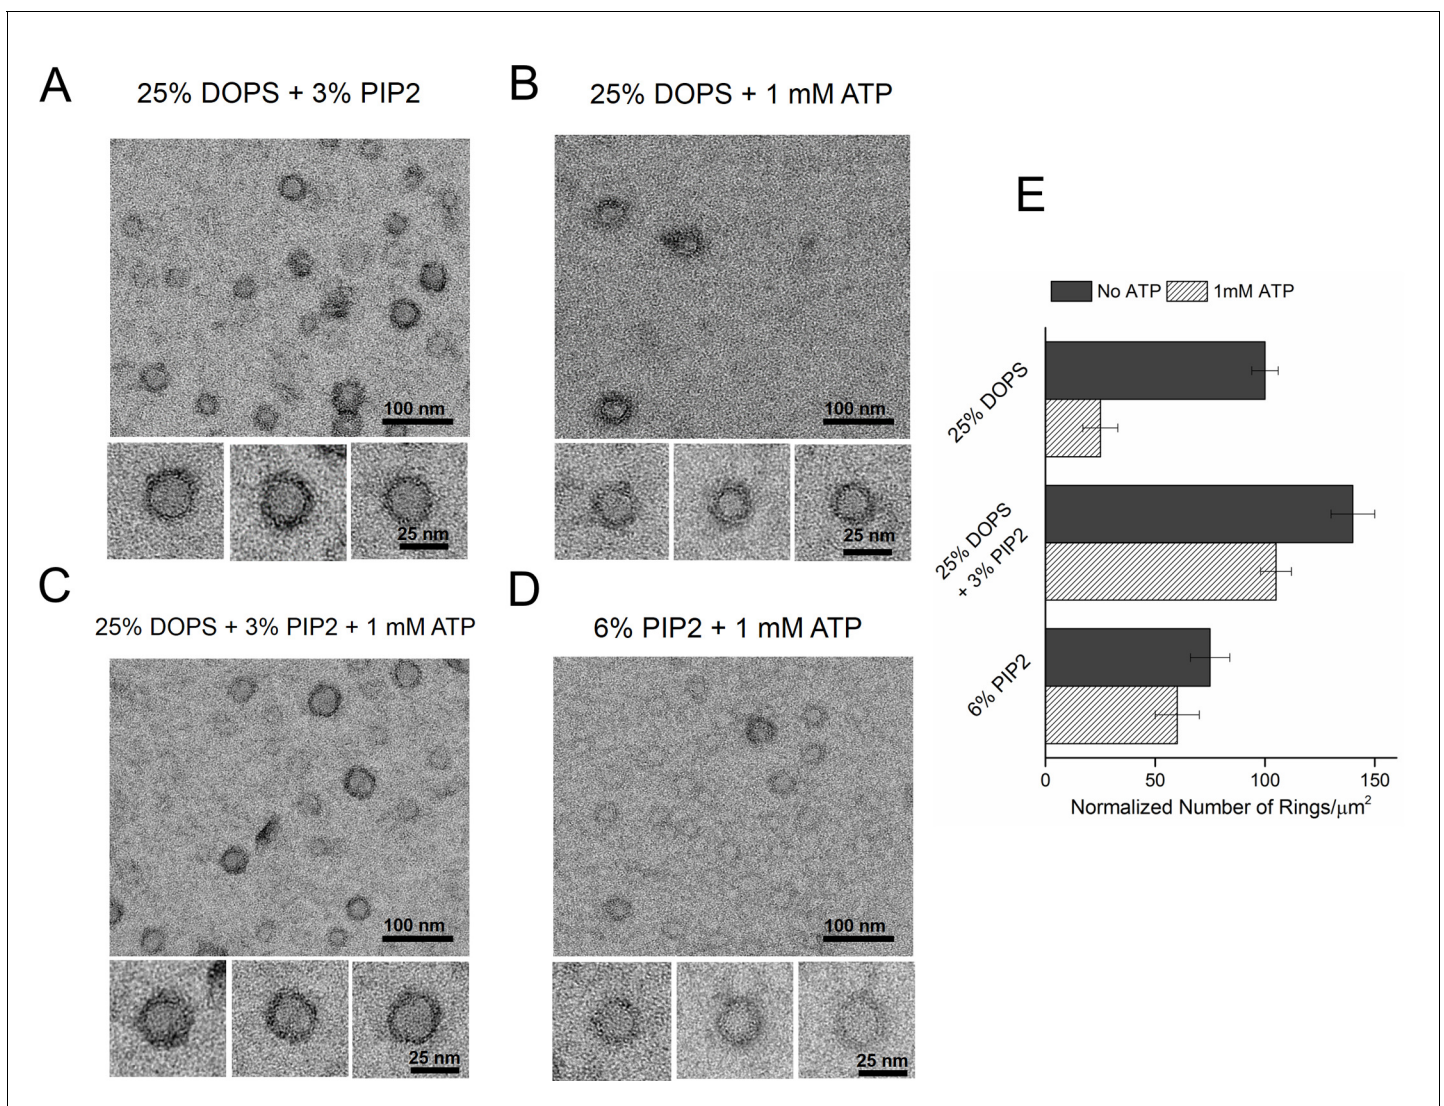 A
25% DOPS + 3% PIP2
100 nm
25 nm
B
25% DOPS + 1 mM ATP
100 nm
25 nm
C
25% DOPS + 3% PIP2 + 1 mM ATP
100 nm
25 nm
D
6% PIP2 + 1 mM ATP
100 nm
25 nm
E
No ATP
1mM ATP
25% DOPS
25% DOPS
+ 3% PIP2
6% PIP2
0 50 100 150
Normalized Number of Rings/μm²